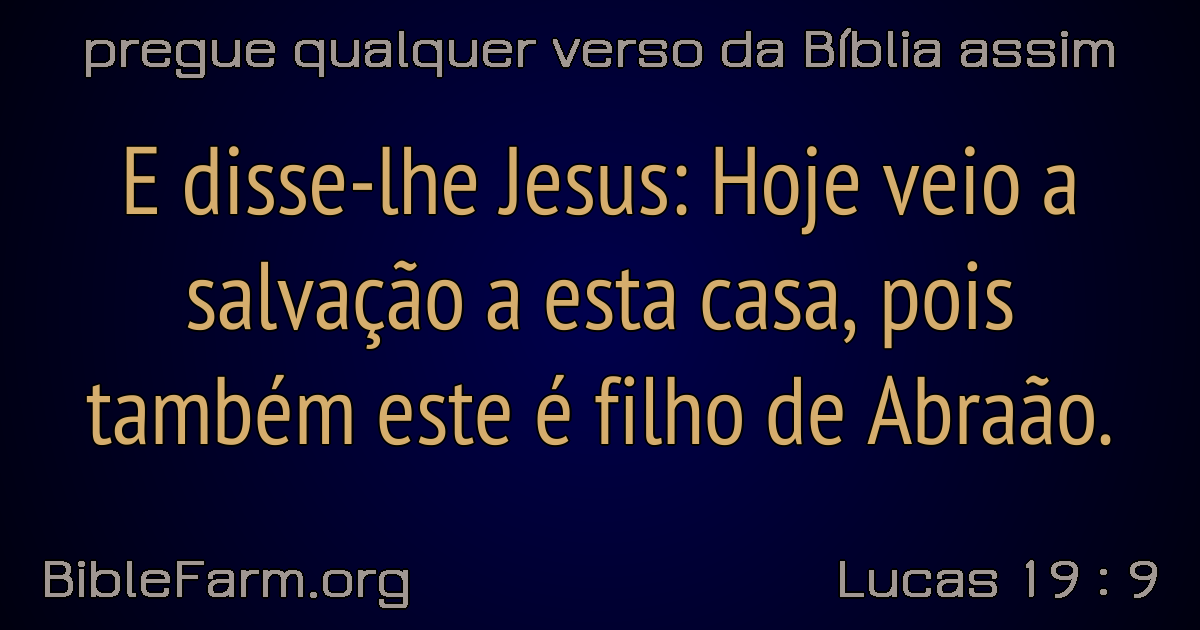 pregue qualquer verso da Bíblia assim
E disse-lhe Jesus: Hoje veio a
salvação a esta casa, pois
também este é filho de Abraão.
BibleFarm.org
Lucas 19 : 9